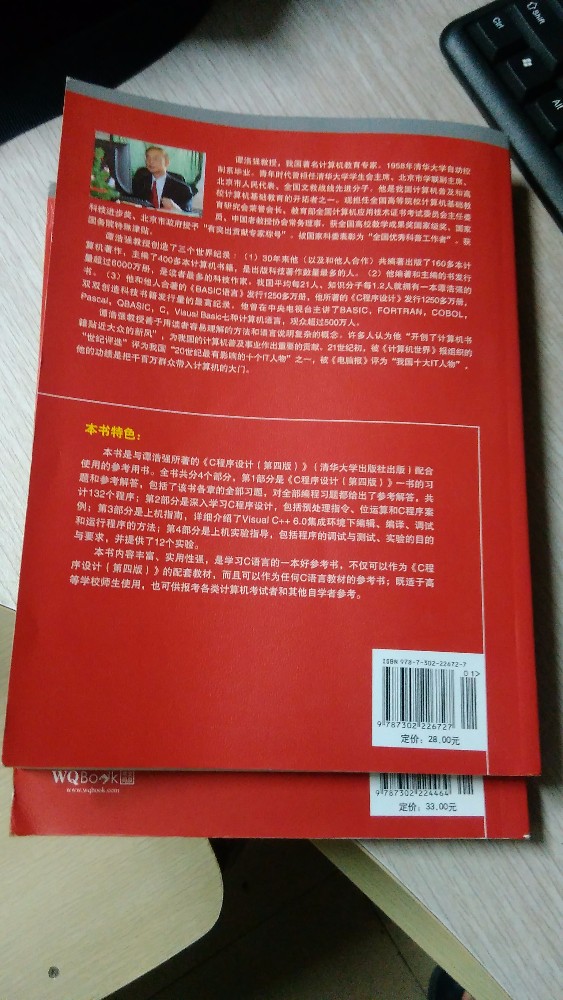 Shift
Ctrl
Alt
谭浩强教授，我国著名计算机教育专家。1958年清华大学自动控
制系毕业。青年时代曾担任清华大学学生会主席、北京市学联副主席、
北京市人民代表、全国文教战线先进分子。他是我国计算机普及和高
校计算机基础教育的开拓者之一。现担任全国高等院校计算机基础教
育研究会荣誉会长、教育部全国计算机应用技术证书考试委员会主任委
员、中国老教授协会常务理事。获全国高校教学成果奖国家级奖、国家
科技进步奖、北京市政府授予“有突出贡献专家称号”。被国家科委表彰为“全国优秀科普工作者”。获
国务院特殊津贴。
谭浩强教授创造了三个世界纪录：（1）30年来他（以及和他人合作）共编著出版了160多本计
算机著作，主编了400多本计算机书籍，是出版科技著作数量最多的人。（2）他编著和主编的书发行
量超过6000万册，是读者最多的科技作家。我国平均每21人、知识分子每1.2人就拥有一本谭浩强的
书。（3）他和他人合著的《BASIC语言》发行1250多万册，他所著的《C程序设计》发行1250多万册，
双双创造科技书籍发行量的最高纪录。他曾在中央电视台主讲了BASIC，FORTRAN，COBOL，
Pascal，QBASIC，C，Visual Basic七种计算机语言，观众超过500万人。
谭浩强教授善于用读者容易理解的方法和语言说明复杂的概念。许多人认为他“开创了计算机书
籍贴近大众的新风”，为我国的计算机普及事业作出重要的贡献。21世纪初，被《计算机世界》报组织的
“世纪评选”评为我国“20世纪最有影响的十个IT人物”之一，被《电脑报》评为“我国十大IT人物”。
他的功绩是把千百万群众带入计算机的大门。
本书特色：
本书是与谭浩强所著的《C程序设计（第四版）》（清华大学出版社出版）配合
使用的参考用书。全书共分4个部分，第1部分是《C程序设计（第四版）》一书的习
题和参考解答，包括了该书各章的全部习题，对全部编程习题都给出了参考解答，共
计132个程序；第2部分是深入学习C程序设计，包括预处理指令、位运算和C程序案
例；第3部分是上机指南，详细介绍了Visual C++ 6.0集成环境下编辑、编译、调试
和运行程序的方法；第4部分是上机实验指导，包括程序的调试与测试、实验的目的
与要求，并提供了12个实验。
本书内容丰富、实用性强，是学习C语言的一本好参考书，不仅可以作为《C程
序设计（第四版）》的配套教材，而且可以作为任何C语言教材的参考书；既适于高
等学校师生使用，也可供报考各类计算机考试者和其他自学者参考。
ISBN 978-7-302-22672-7
01>
9 787302 226727
定价：28.00元
WQBook
www.wqbook.com
9 787302 224464
定价：33.00元